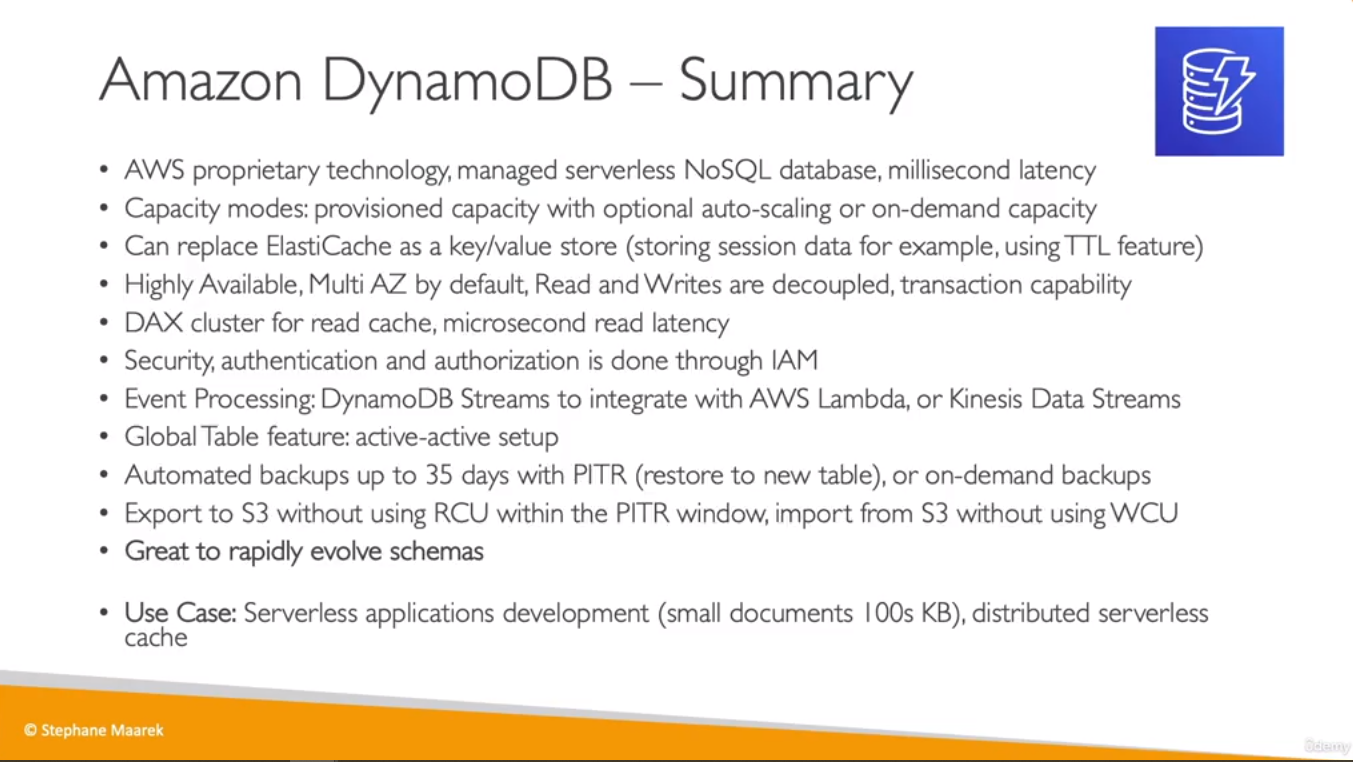 Amazon DynamoDB – Summary
• AWS proprietary technology, managed serverless NoSQL database, millisecond latency
• Capacity modes: provisioned capacity with optional auto-scaling or on-demand capacity
• Can replace ElastiCache as a key/value store (storing session data for example, using TTL feature)
• Highly Available, Multi AZ by default, Read and Writes are decoupled, transaction capability
• DAX cluster for read cache, microsecond read latency
• Security, authentication and authorization is done through IAM
• Event Processing: DynamoDB Streams to integrate with AWS Lambda, or Kinesis Data Streams
• Global Table feature: active-active setup
• Automated backups up to 35 days with PITR (restore to new table), or on-demand backups
• Export to S3 without using RCU within the PITR window, import from S3 without using WCU
• Great to rapidly evolve schemas
• Use Case: Serverless applications development (small documents 100s KB), distributed serverless
cache
© Stephane Maarek
ûdemy